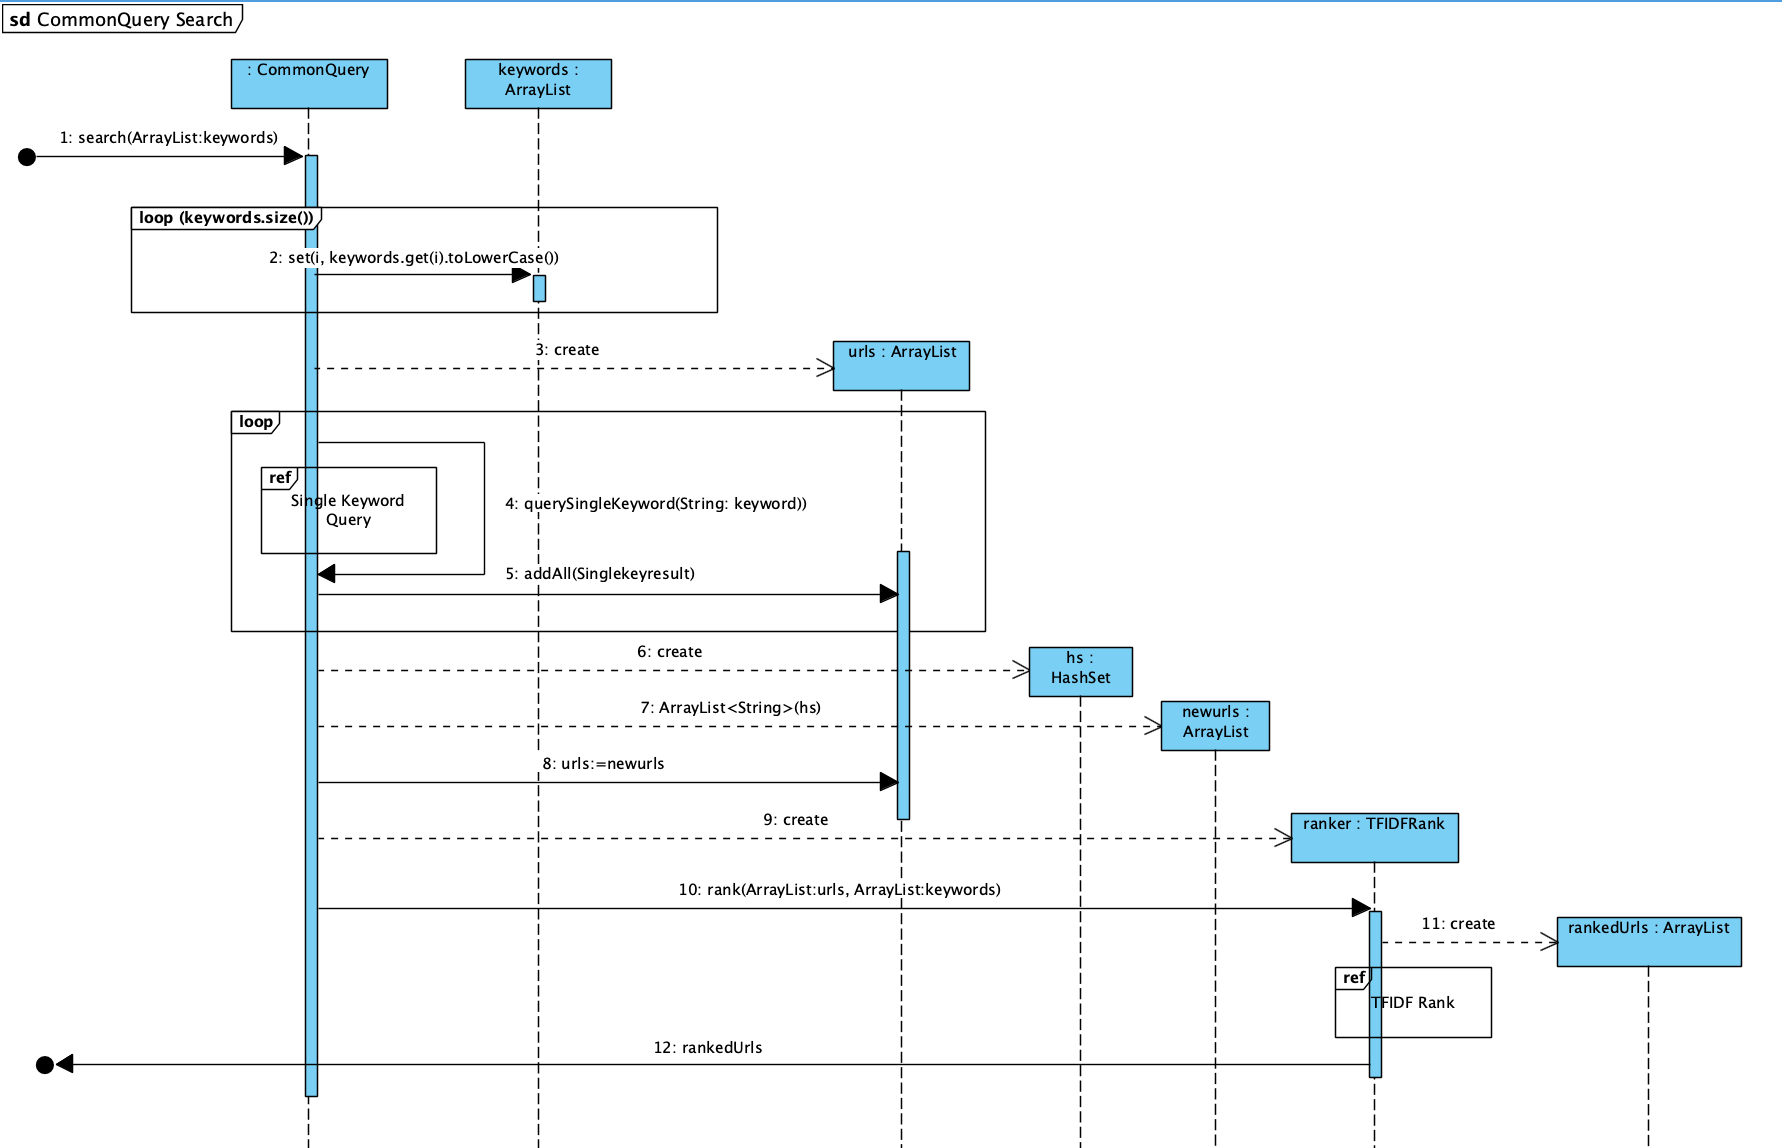 sd CommonQuery Search
: CommonQuery
keywords :
ArrayList
1: search(ArrayList:keywords)
loop (keywords.size())
2: set(i, keywords.get(i).toLowerCase())
3: create
urls : ArrayList
loop
ref
Single Keyword
Query
4: querySingleKeyword(String: keyword))
5: addAll(Singlekeyresult)
6: create
hs :
HashSet
7: ArrayList<String>(hs)
newurls :
ArrayList
8: urls:=newurls
9: create
ranker : TFIDFRank
10: rank(ArrayList:urls, ArrayList:keywords)
11: create
rankedUrls : ArrayList
ref
TFIDF Rank
12: rankedUrls